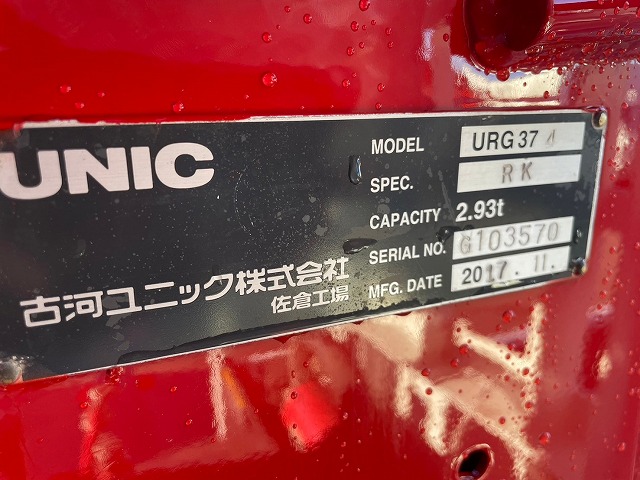 UNIC
MODEL URG37 4
SPEC. RK
CAPACITY 2.93t
SERIAL NO. G103570
MFG. DATE 2017.11.
古河ユニック株式会社
佐倉工場